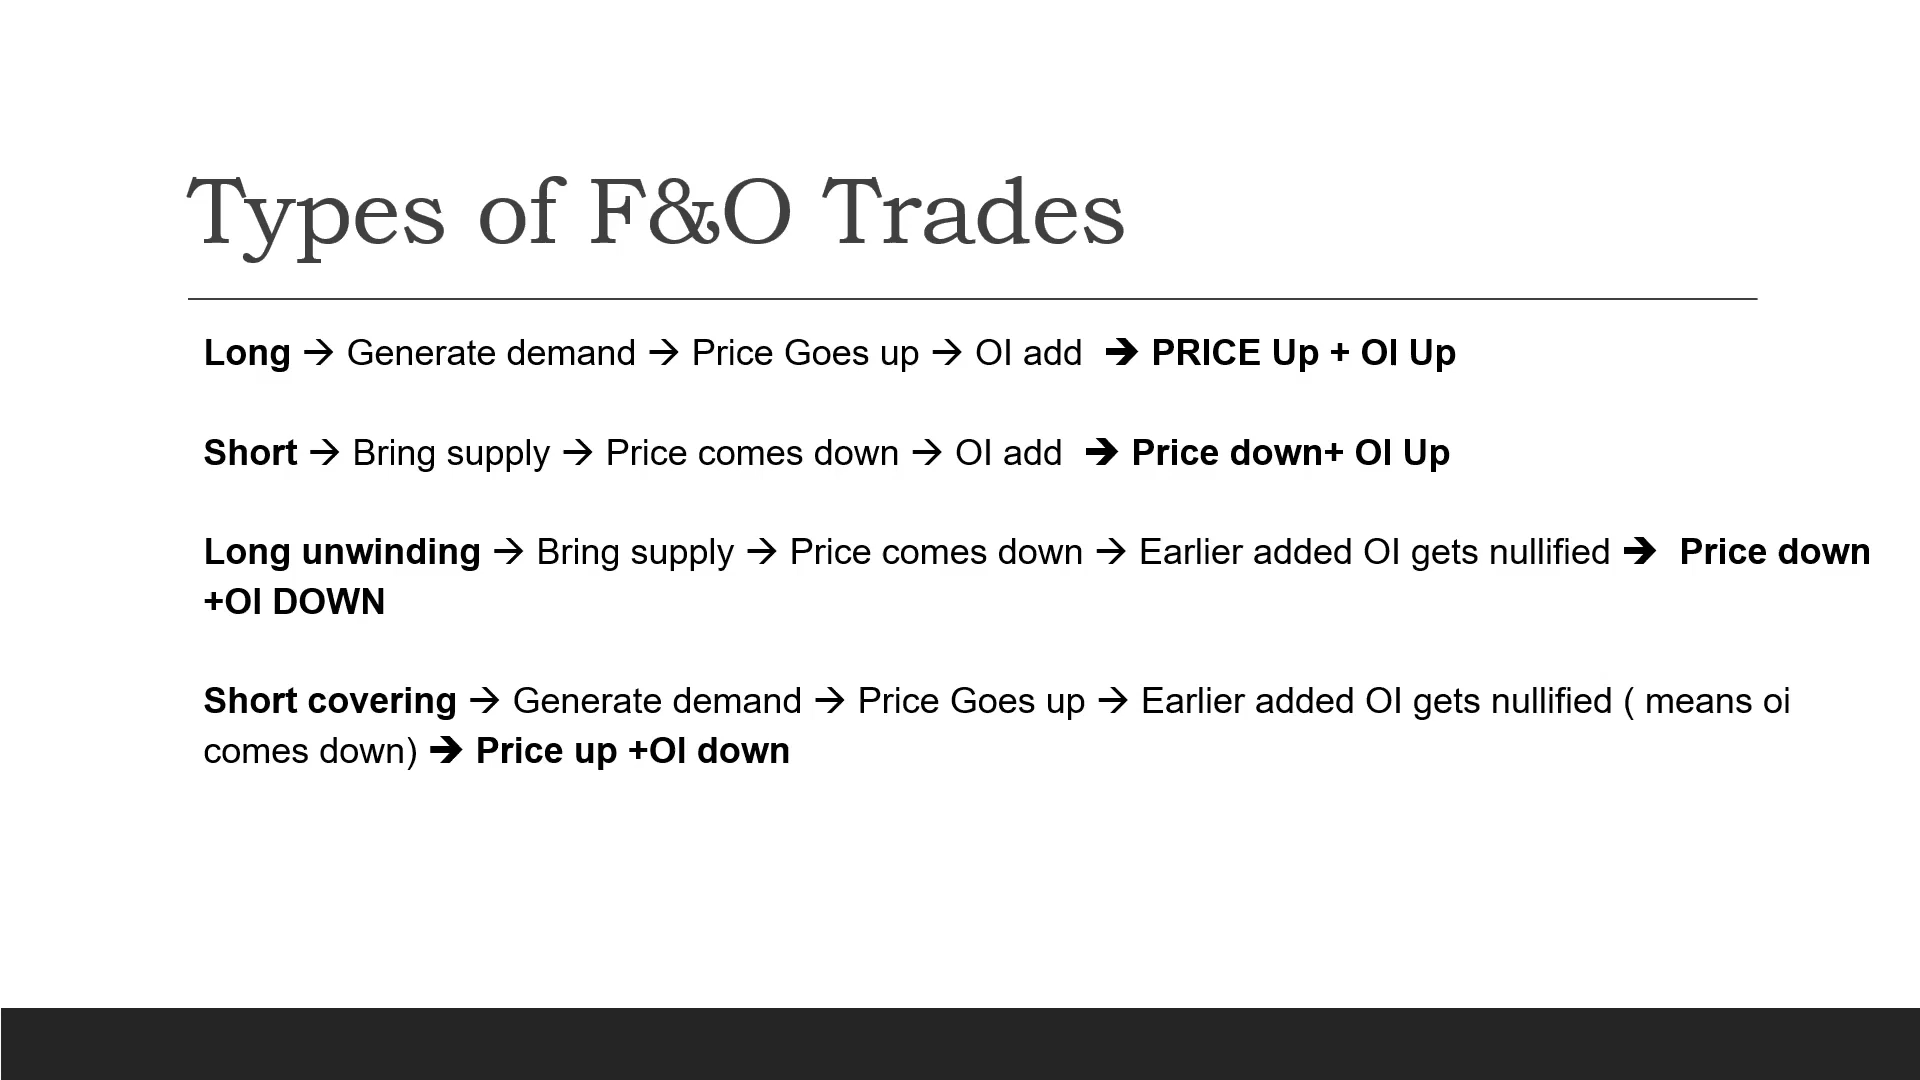 Types of F&O Trades
Long → Generate demand → Price Goes up → OI add ➔ PRICE Up + OI Up
Short → Bring supply → Price comes down → OI add ➔ Price down+ OI Up
Long unwinding → Bring supply → Price comes down → Earlier added OI gets nullified ➔ Price down
+OI DOWN
Short covering → Generate demand → Price Goes up → Earlier added OI gets nullified ( means oi
comes down) ➔ Price up +OI down